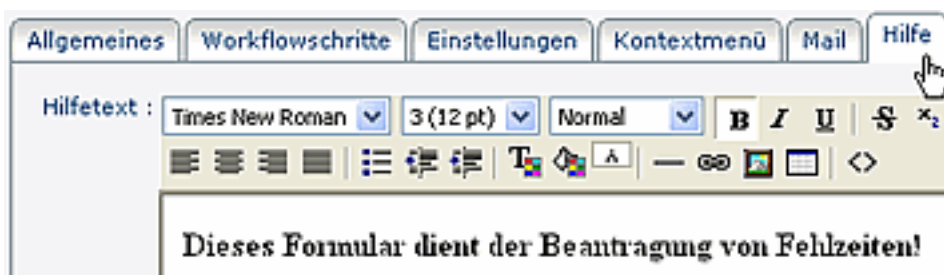 Allgemeines Workflowschritte Einstellungen Kontextmenü Mail Hilfe
Hilfetext : Times New Roman 3 (12 pt) Normal B I U S x₂
T A <>
Dieses Formular dient der Beantragung von Fehlzeiten!